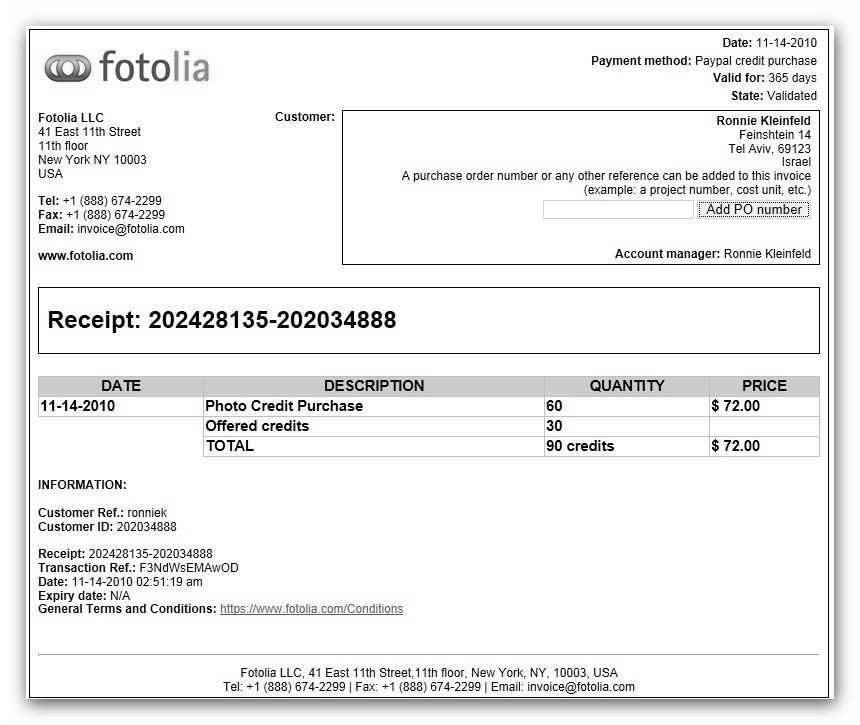 fotolia
Date: 11-14-2010
Payment method: Paypal credit purchase
Valid for: 365 days
State: Validated
Fotolia LLC
41 East 11th Street
11th floor
New York NY 10003
USA
Tel: +1 (888) 674-2299
Fax: +1 (888) 674-2299
Email: invoice@fotolia.com
www.fotolia.com
Customer:
Ronnie Kleinfeld
Feinshtein 14
Tel Aviv, 69123
Israel
A purchase order number or any other reference can be added to this invoice
(example: a project number, cost unit, etc.)
Add PO number
Account manager: Ronnie Kleinfeld
Receipt: 202428135-202034888
DATE DESCRIPTION QUANTITY PRICE
11-14-2010 Photo Credit Purchase 60 $ 72.00
Offered credits 30
TOTAL 90 credits $ 72.00
INFORMATION:
Customer Ref.: ronniek
Customer ID: 202034888
Receipt: 202428135-202034888
Transaction Ref.: F3NdWsEMAwOD
Date: 11-14-2010 02:51:19 am
Expiry date: N/A
General Terms and Conditions: https://www.fotolia.com/Conditions
Fotolia LLC, 41 East 11th Street,11th floor, New York, NY, 10003, USA
Tel: +1 (888) 674-2299 | Fax: +1 (888) 674-2299 | Email: invoice@fotolia.com